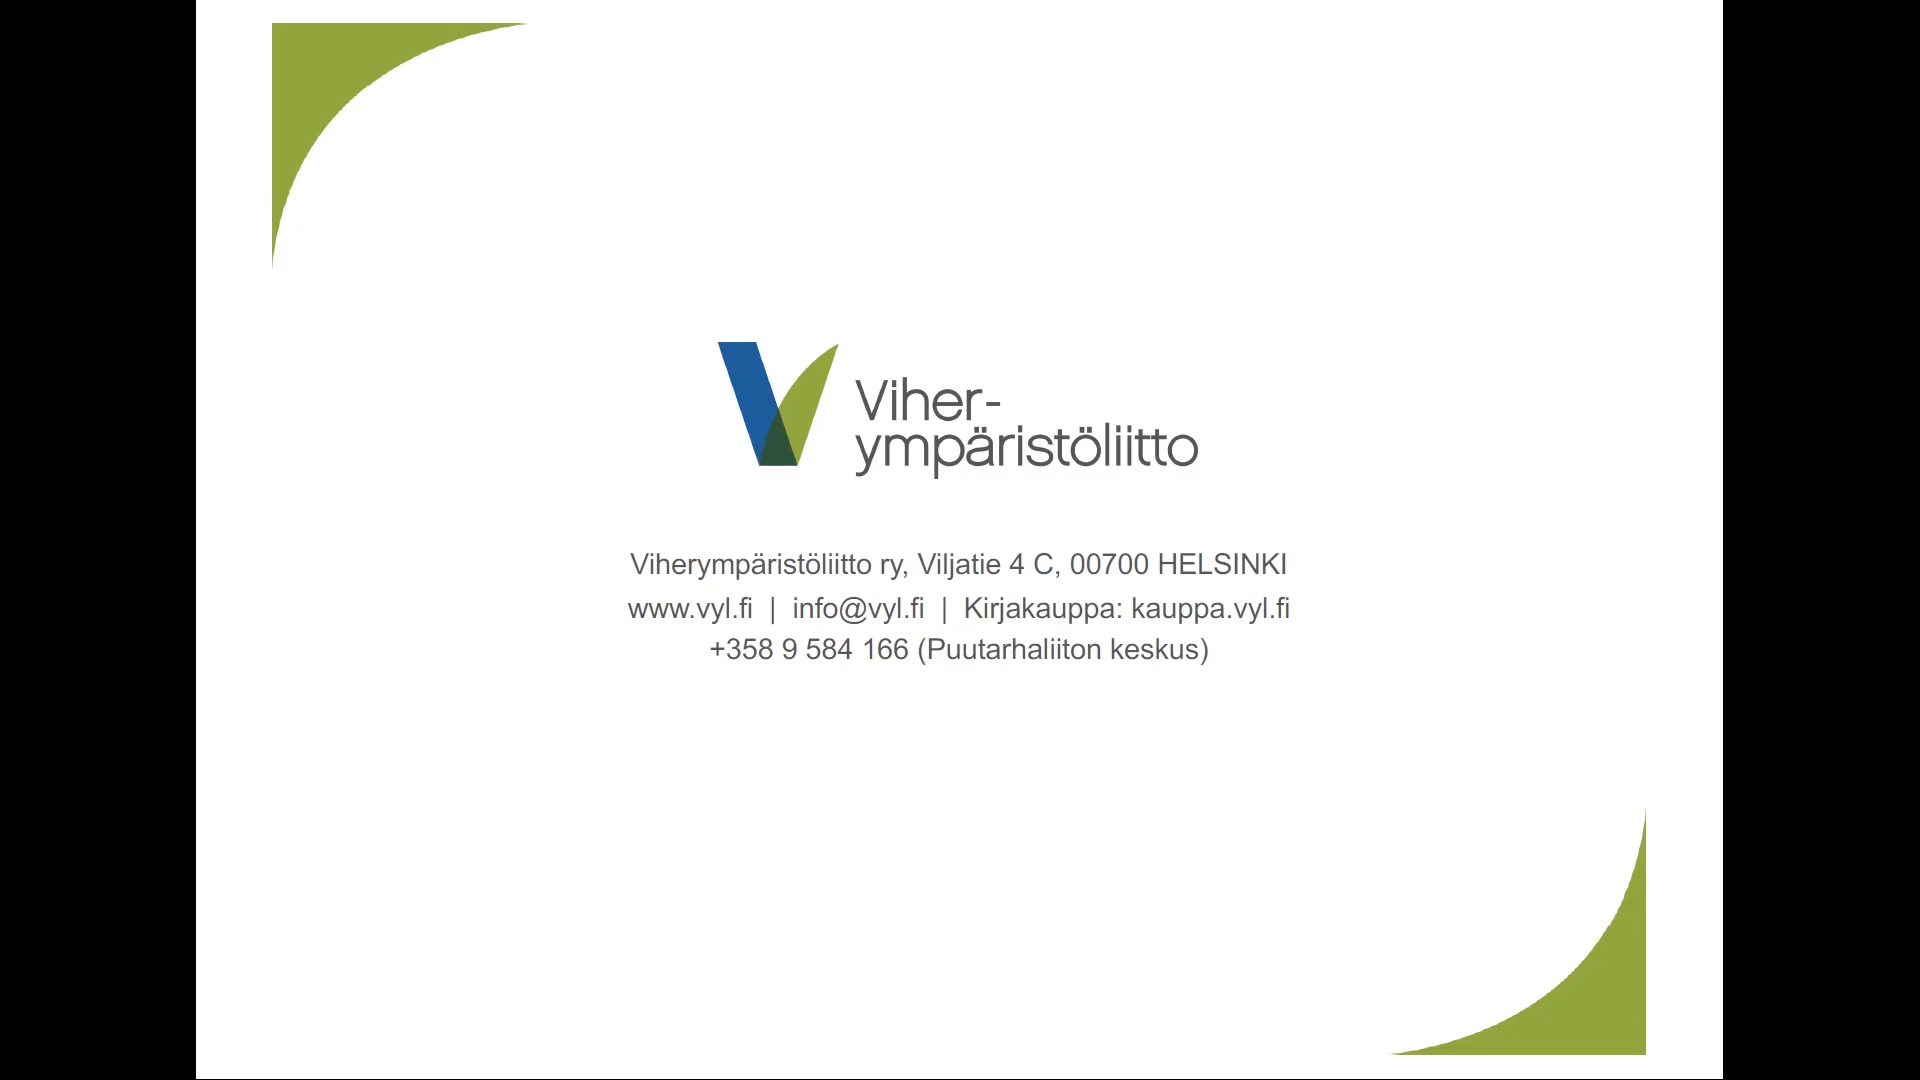 Viher-
ympäristöliitto
Viherympäristöliitto ry, Viljatie 4 C, 00700 HELSINKI
www.vyl.fi | info@vyl.fi | Kirjakauppa: kauppa.vyl.fi
+358 9 584 166 (Puutarhaliiton keskus)